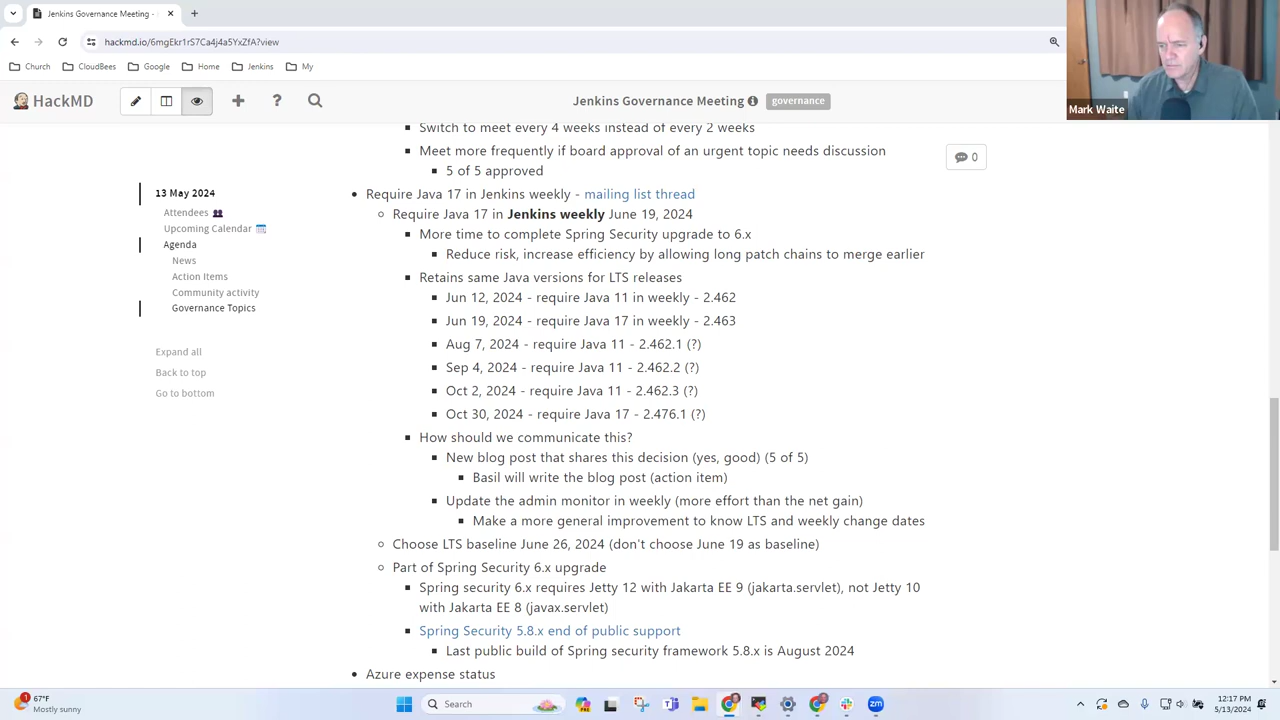 Jenkins Governance Meeting -
hackmd.io/6mgEkr1rS7Ca4j4a5YxZfA?view
Church
CloudBees
Google
Home
Jenkins
My
HackMD
Jenkins Governance Meeting
governance
Mark Waite
Switch to meet every 4 weeks instead of every 2 weeks
Meet more frequently if board approval of an urgent topic needs discussion
5 of 5 approved
0
13 May 2024
Attendees
Upcoming Calendar
Agenda
News
Action Items
Community activity
Governance Topics
Expand all
Back to top
Go to bottom
Require Java 17 in Jenkins weekly - mailing list thread
Require Java 17 in Jenkins weekly June 19, 2024
More time to complete Spring Security upgrade to 6.x
Reduce risk, increase efficiency by allowing long patch chains to merge earlier
Retains same Java versions for LTS releases
Jun 12, 2024 - require Java 11 in weekly - 2.462
Jun 19, 2024 - require Java 17 in weekly - 2.463
Aug 7, 2024 - require Java 11 - 2.462.1 (?)
Sep 4, 2024 - require Java 11 - 2.462.2 (?)
Oct 2, 2024 - require Java 11 - 2.462.3 (?)
Oct 30, 2024 - require Java 17 - 2.476.1 (?)
How should we communicate this?
New blog post that shares this decision (yes, good) (5 of 5)
Basil will write the blog post (action item)
Update the admin monitor in weekly (more effort than the net gain)
Make a more general improvement to know LTS and weekly change dates
Choose LTS baseline June 26, 2024 (don't choose June 19 as baseline)
Part of Spring Security 6.x upgrade
Spring security 6.x requires Jetty 12 with Jakarta EE 9 (jakarta.servlet), not Jetty 10
with Jakarta EE 8 (javax.servlet)
Spring Security 5.8.x end of public support
Last public build of Spring security framework 5.8.x is August 2024
Azure expense status
1
67°F
Mostly sunny
Search
zm
12:17 PM
5/13/2024